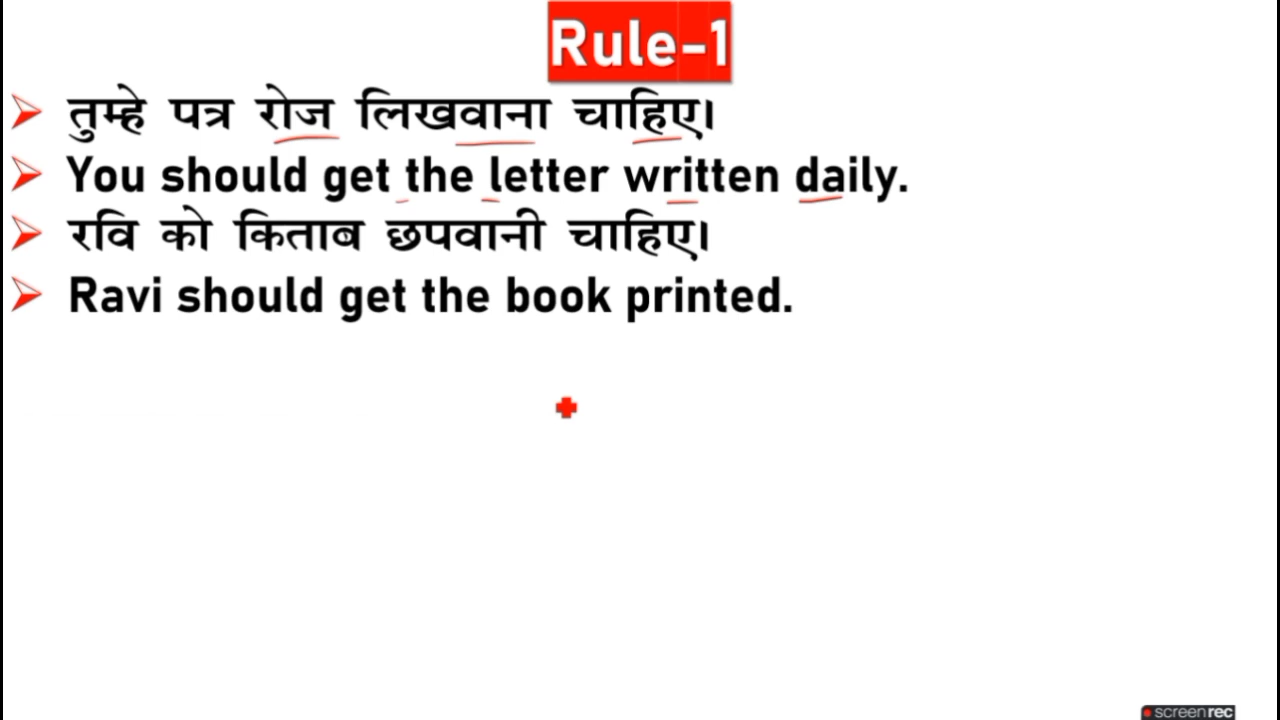 Rule-1
तुम्हे पत्र रोज लिखवाना चाहिए।
You should get the letter written daily.
रवि को किताब छपवानी चाहिए।
Ravi should get the book printed.
screenrec